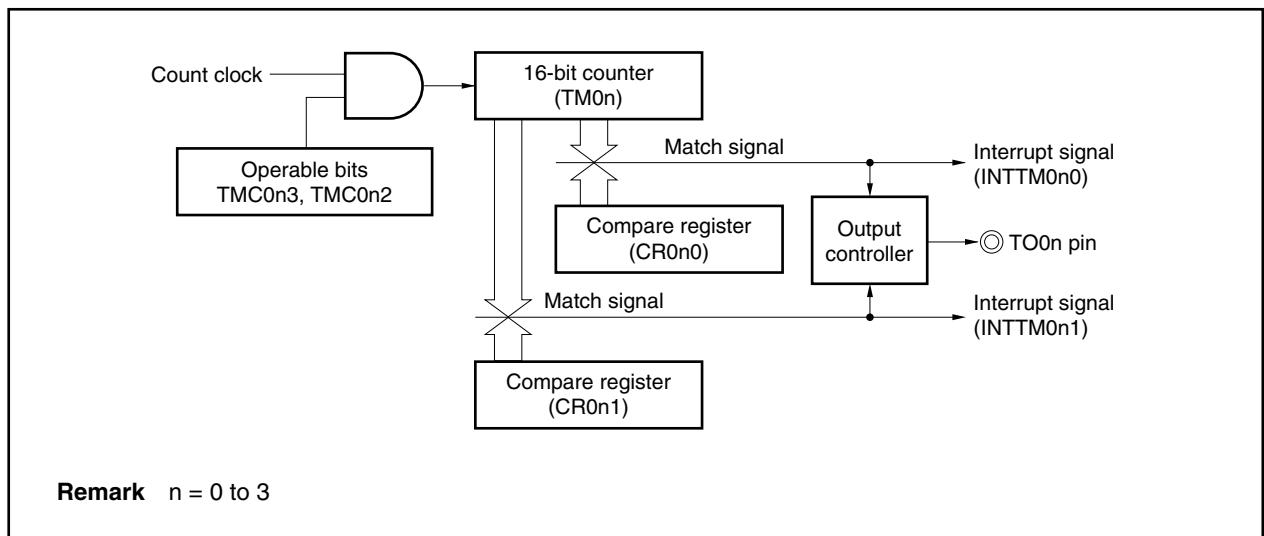 Count clock
16-bit counter
(TM0n)
Operable bits
TMC0n3, TMC0n2
Match signal
Interrupt signal
(INTTM0n0)
Compare register
(CR0n0)
Output
controller
TO0n pin
Match signal
Interrupt signal
(INTTM0n1)
Compare register
(CR0n1)
Remark n = 0 to 3